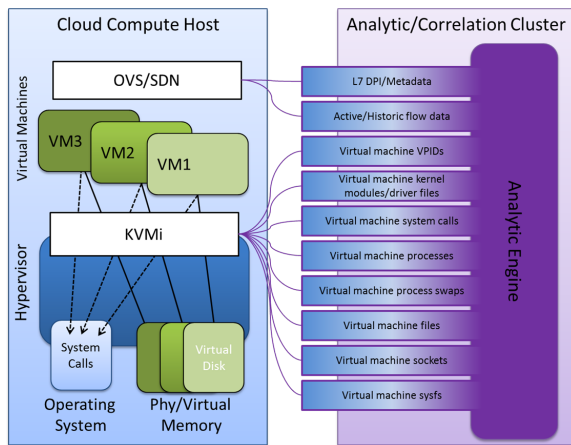 Cloud Compute Host
Analytic/Correlation Cluster
Virtual Machines
OVS/SDN
VM3
VM2
VM1
Hypervisor
KVMi
System
Calls
Virtual
Disk
Operating
System
Phy/Virtual
Memory
L7 DPI/Metadata
Active/Historic flow data
Virtual machine VPIDs
Virtual machine kernel
modules/driver files
Virtual machine system calls
Virtual machine processes
Virtual machine process swaps
Virtual machine files
Virtual machine sockets
Virtual machine sysfs
Analytic Engine